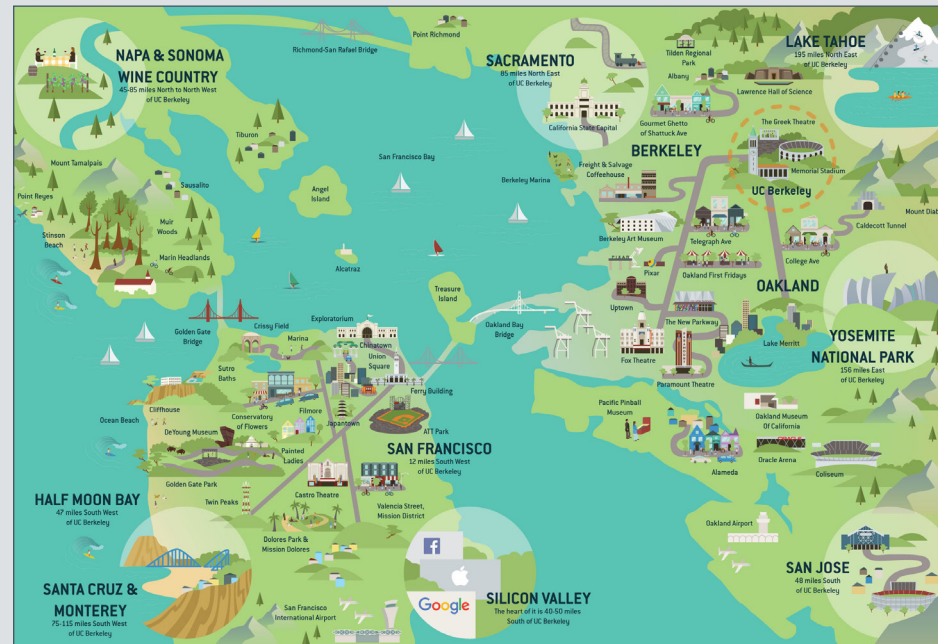 NAPA & SONOMA
WINE COUNTRY
45-85 miles North to North West
of UC Berkeley
Richmond-San Rafael Bridge
Point Richmond
SACRAMENTO
85 miles North East
of UC Berkeley
California State Capital
Tilden Regional
Park
Albany
Lawrence Hall of Science
LAKE TAHOE
195 miles North East
of UC Berkeley
Gourmet Ghetto
of Shattuck Ave
The Greek Theatre
Memorial Stadium
UC Berkeley
BERKELEY
Tiburon
San Francisco Bay
Mount Tamalpais
Sausalito
Point Reyes
Stinson
Beach
Muir
Woods
Marin Headlands
Angel
Island
Alcatraz
Berkeley Marina
Freight & Salvage
Coffeehouse
Berkeley Art Museum
Telegraph Ave
College Ave
Caldecott Tunnel
Mount Diab
PIXAR
Pixar
Oakland First Fridays
Treasure
Island
Uptown
OAKLAND
The New Parkway
Lake Merritt
YOSEMITE
NATIONAL PARK
156 miles East
of UC Berkeley
Golden Gate
Bridge
Crissy Field
Marina
Exploratorium
Chinatown
Union
Square
Ferry Building
Oakland Bay
Bridge
Fox Theatre
Paramount Theatre
Sutro
Baths
Cliffhouse
Ocean Beach
Conservatory
of Flowers
Filmore
Japantown
ATT Park
DeYoung Museum
Painted
Ladies
SAN FRANCISCO
12 miles South West
of UC Berkeley
Pacific Pinball
Museum
Alameda
Oakland Museum
Of California
Oracle Arena
Coliseum
Golden Gate Park
Twin Peaks
Castro Theatre
Valencia Street,
Mission District
HALF MOON BAY
47 miles South West
of UC Berkeley
Dolores Park &
Mission Dolores
Oakland Airport
SANTA CRUZ &
MONTEREY
75-115 miles South West
of UC Berkeley
San Francisco
International Airport
f
Google
SILICON VALLEY
The heart of it is 40-50 miles
South of UC Berkeley
SAN JOSE
48 miles South
of UC Berkeley